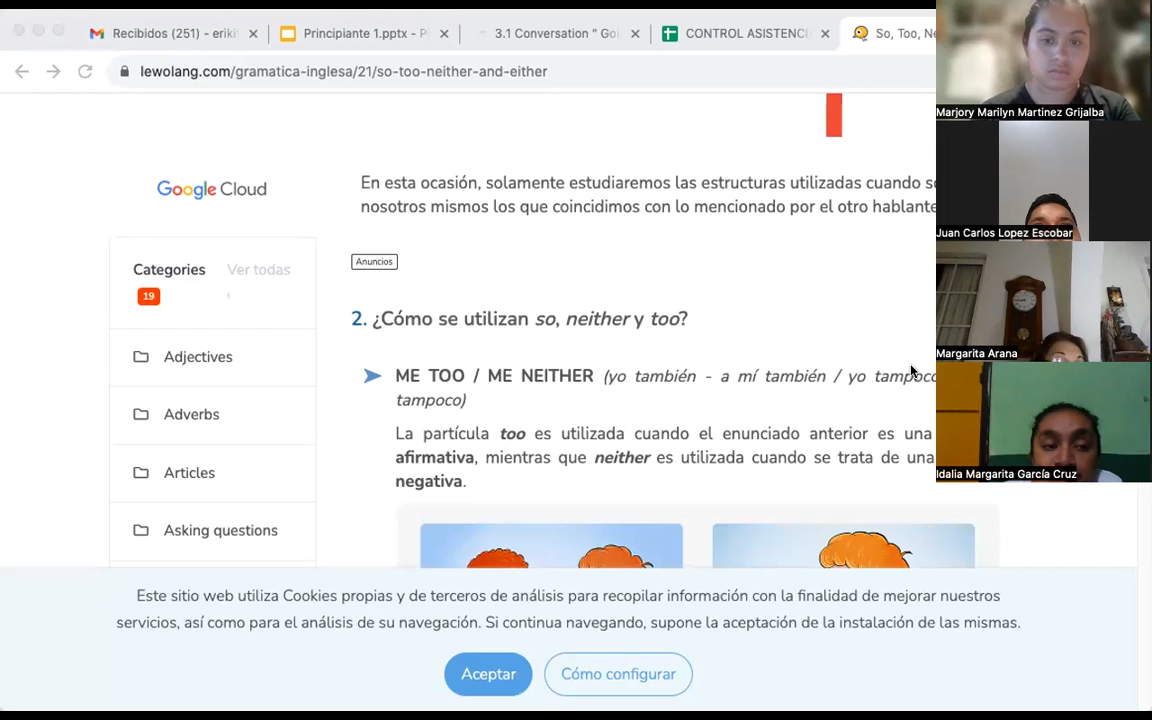 Recibidos (251) - eriki
Principiante 1.pptx - P
3.1 Conversation " Goi
CONTROL ASISTENCI
So, Too, Ne
lewolang.com/gramatica-inglesa/21/so-too-neither-and-either
Marjory Marilyn Martinez Grijalba
Juan Carlos Lopez Escobar
Margarita Arana
Idalia Margarita García Cruz
Google Cloud
Categories Ver todas
19
Adjectives
Adverbs
Articles
Asking questions
En esta ocasión, solamente estudiaremos las estructuras utilizadas cuando so
nosotros mismos los que coincidimos con lo mencionado por el otro hablante
Anuncios
2. ¿Cómo se utilizan so, neither y too?
ME TOO / ME NEITHER (yo también - a mí también / yo tampoco
tampoco)
La partícula too es utilizada cuando el enunciado anterior es una
afirmativa, mientras que neither es utilizada cuando se trata de una
negativa.
Este sitio web utiliza Cookies propias y de terceros de análisis para recopilar información con la finalidad de mejorar nuestros
servicios, así como para el análisis de su navegación. Si continua navegando, supone la aceptación de la instalación de las mismas.
Aceptar
Cómo configurar